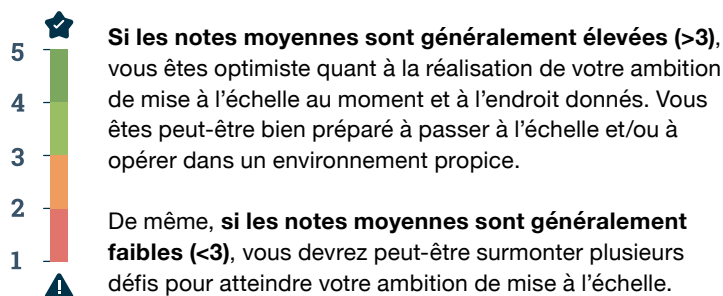 5
4
3
2
1
Si les notes moyennes sont généralement élevées (>3),
vous êtes optimiste quant à la réalisation de votre ambition
de mise à l’échelle au moment et à l’endroit donnés. Vous
êtes peut-être bien préparé à passer à l’échelle et/ou à
opérer dans un environnement propice.
De même, si les notes moyennes sont généralement
faibles (<3), vous devrez peut-être surmonter plusieurs
défis pour atteindre votre ambition de mise à l’échelle.